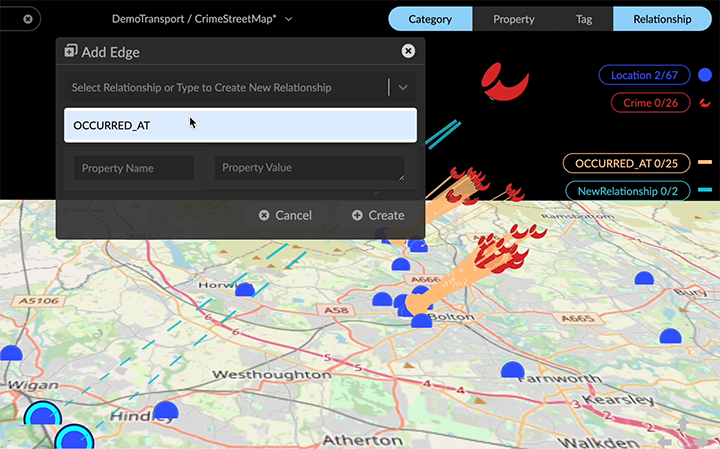 DemoTransport / CrimeStreetMap*
Category
Property
Tag
Relationship
Add Edge
Select Relationship or Type to Create New Relationship
OCCURRED_AT
Property Name
Property Value
Cancel
Create
Location 2/67
Crime 0/26
OCCURRED_AT 0/25
NewRelationship 0/2
Ramsbottom
A666
Horwich
Bury
A5106
A58
6
Bolton
A665
5
Westhoughton
4
4
Wigan
Farnworth
3
Kearsley
Hindley
Atherton
Walkden